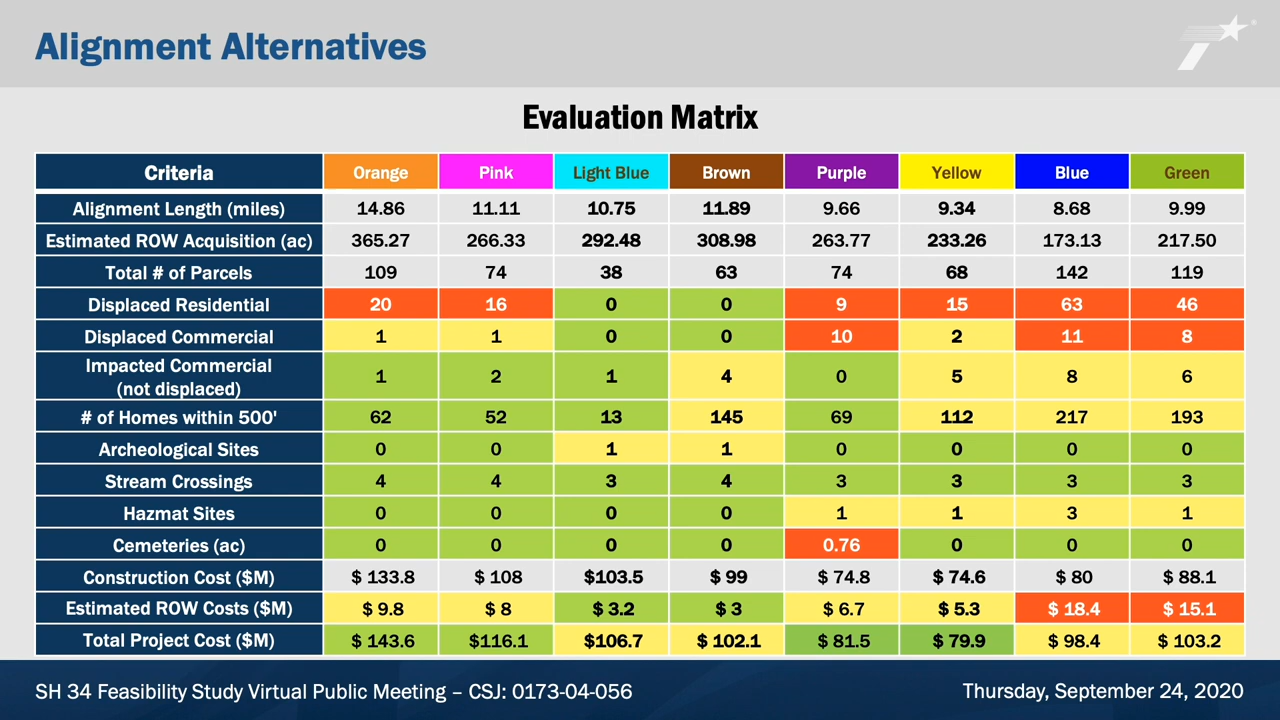 Alignment Alternatives
Evaluation Matrix
Criteria Orange Pink Light Blue Brown Purple Yellow Blue Green
Alignment Length (miles) 14.86 11.11 10.75 11.89 9.66 9.34 8.68 9.99
Estimated ROW Acquisition (ac) 365.27 266.33 292.48 308.98 263.77 233.26 173.13 217.50
Total # of Parcels 109 74 38 63 74 68 142 119
Displaced Residential 20 16 0 0 9 15 63 46
Displaced Commercial 1 1 0 0 10 2 11 8
Impacted Commercial
(not displaced) 1 2 1 4 0 5 8 6
# of Homes within 500' 62 52 13 145 69 112 217 193
Archeological Sites 0 0 1 1 0 0 0 0
Stream Crossings 4 4 3 4 3 3 3 3
Hazmat Sites 0 0 0 0 1 1 3 1
Cemeteries (ac) 0 0 0 0 0.76 0 0 0
Construction Cost ($M) $ 133.8 $ 108 $103.5 $ 99 $ 74.8 $ 74.6 $ 80 $ 88.1
Estimated ROW Costs ($M) $ 9.8 $ 8 $ 3.2 $ 3 $ 6.7 $ 5.3 $ 18.4 $ 15.1
Total Project Cost ($M) $ 143.6 $116.1 $106.7 $ 102.1 $ 81.5 $ 79.9 $ 98.4 $ 103.2
SH 34 Feasibility Study Virtual Public Meeting – CSJ: 0173-04-056
Thursday, September 24, 2020